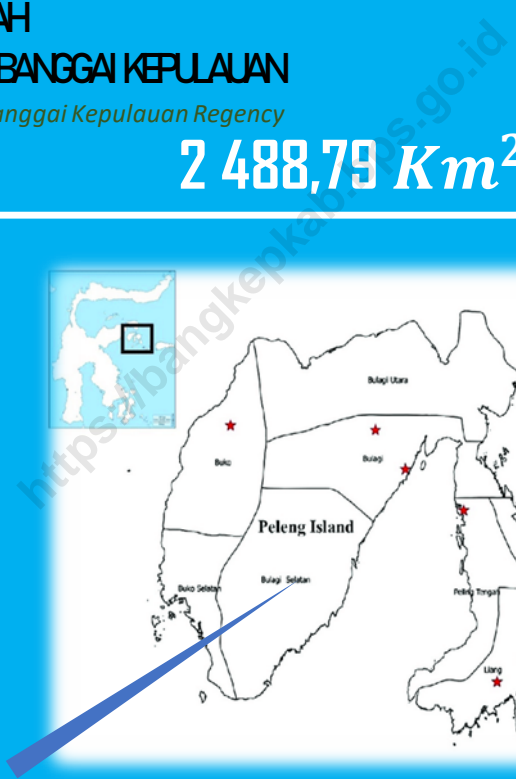 AH
BANGGAI KEPULAUAN
anggai Kepulauan Regency
2 488,79 Km²
https://bangkepkab.bps.go.id
Bulagi Utara
Buko
Bulagi
Peleng Island
Bulagi Selatan
Buko Selatan
Peling Tengah
Liang